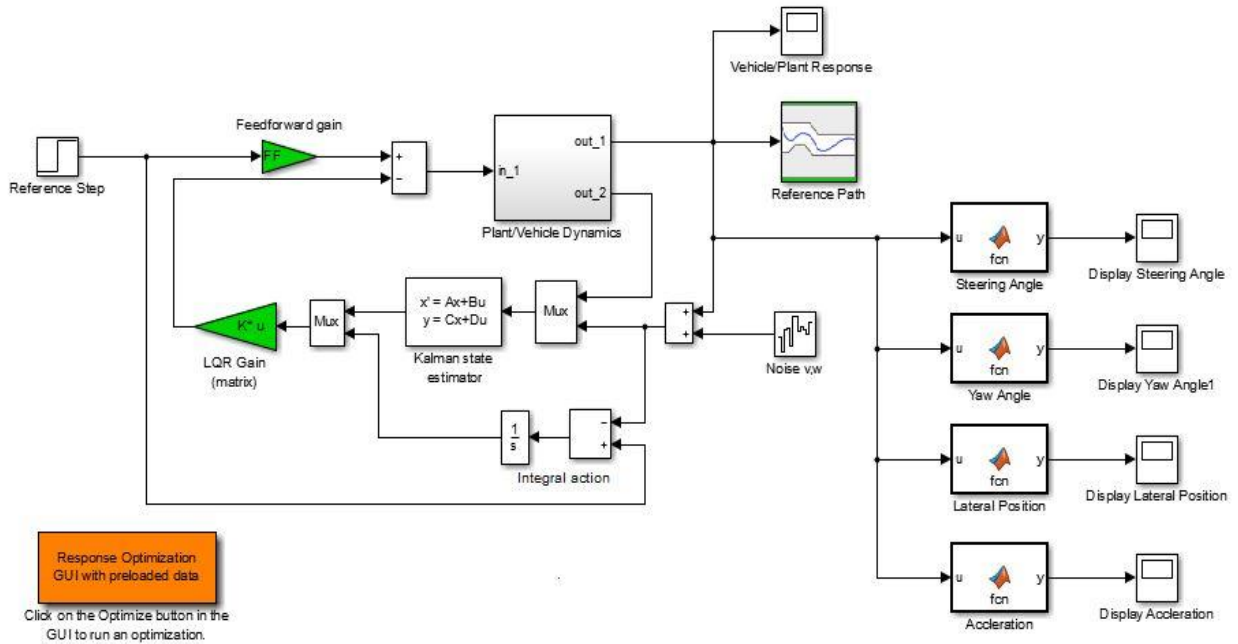 Vehicle/Plant Response
Feedforward gain
FF
+
−
Reference Step
in_1
out_1
out_2
Plant/Vehicle Dynamics
Reference Path
u
fcn
y
Steering Angle
Display Steering Angle
K* u
LQR Gain
(matrix)
Mux
x' = Ax+Bu
y = Cx+Du
Kalman state
estimator
Mux
+
+
Noise v,w
u
fcn
y
Yaw Angle
Display Yaw Angle1
1
s
−
+
Integral action
u
fcn
y
Lateral Position
Display Lateral Position
Response Optimization
GUI with preloaded data
Click on the Optimize button in the
GUI to run an optimization.
u
fcn
y
Accleration
Display Accleration